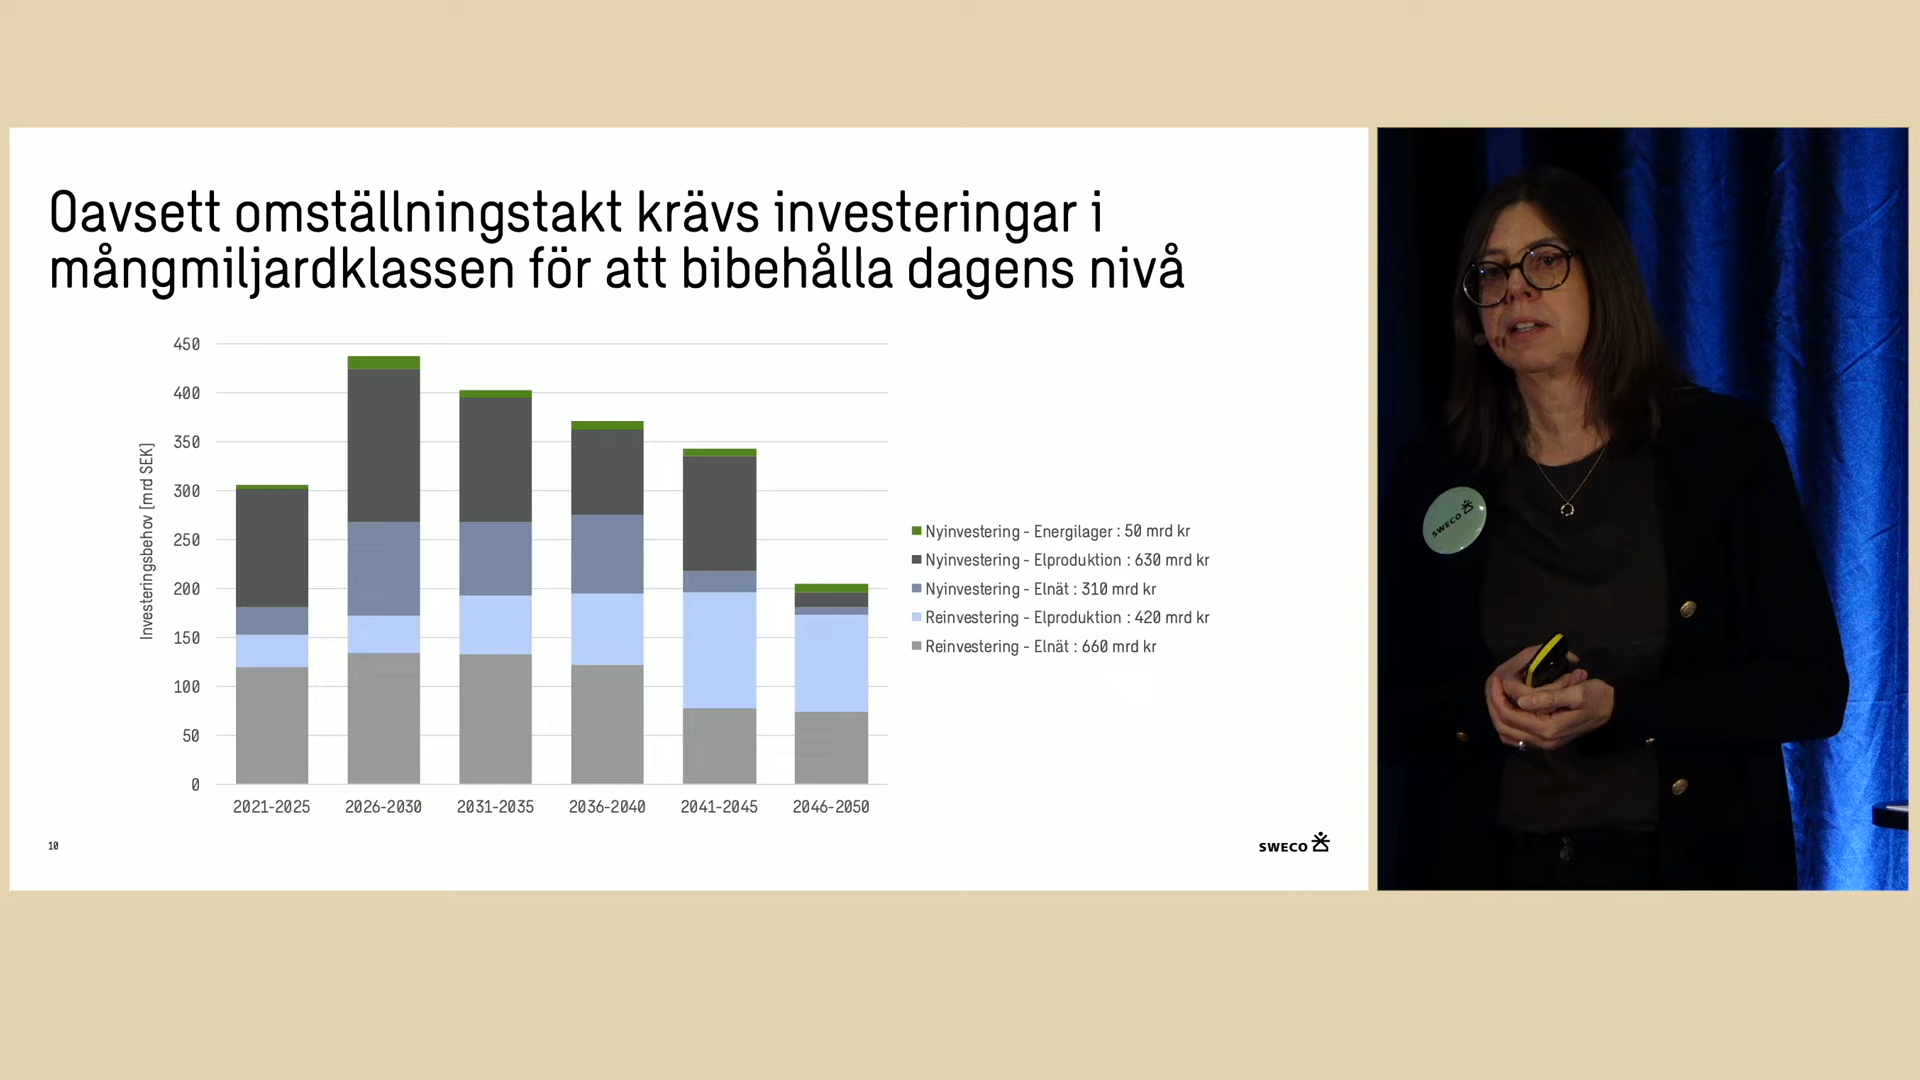 Oavsett omställningstakt krävs investeringar i
mångmiljardklassen för att bibehålla dagens nivå
Investeringsbehov [mrd SEK]
450
400
350
300
250
200
150
100
50
0
2021-2025 2026-2030 2031-2035 2036-2040 2041-2045 2046-2050
Nyinvestering - Energilager : 50 mrd kr
Nyinvestering - Elproduktion : 630 mrd kr
Nyinvestering - Elnät : 310 mrd kr
Reinvestering - Elproduktion : 420 mrd kr
Reinvestering - Elnät : 660 mrd kr
10
SWECO
SWECO